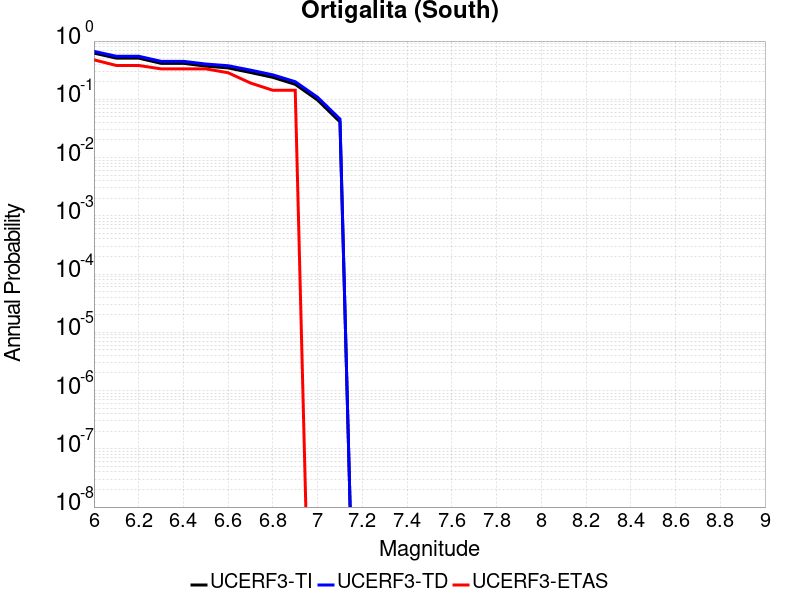 Ortigalita (South)
10^0
10^-1
10^-2
10^-3
10^-4
10^-5
10^-6
10^-7
10^-8
Annual Probability
6 6.2 6.4 6.6 6.8 7 7.2 7.4 7.6 7.8 8 8.2 8.4 8.6 8.8 9
Magnitude
UCERF3-TI UCERF3-TD UCERF3-ETAS